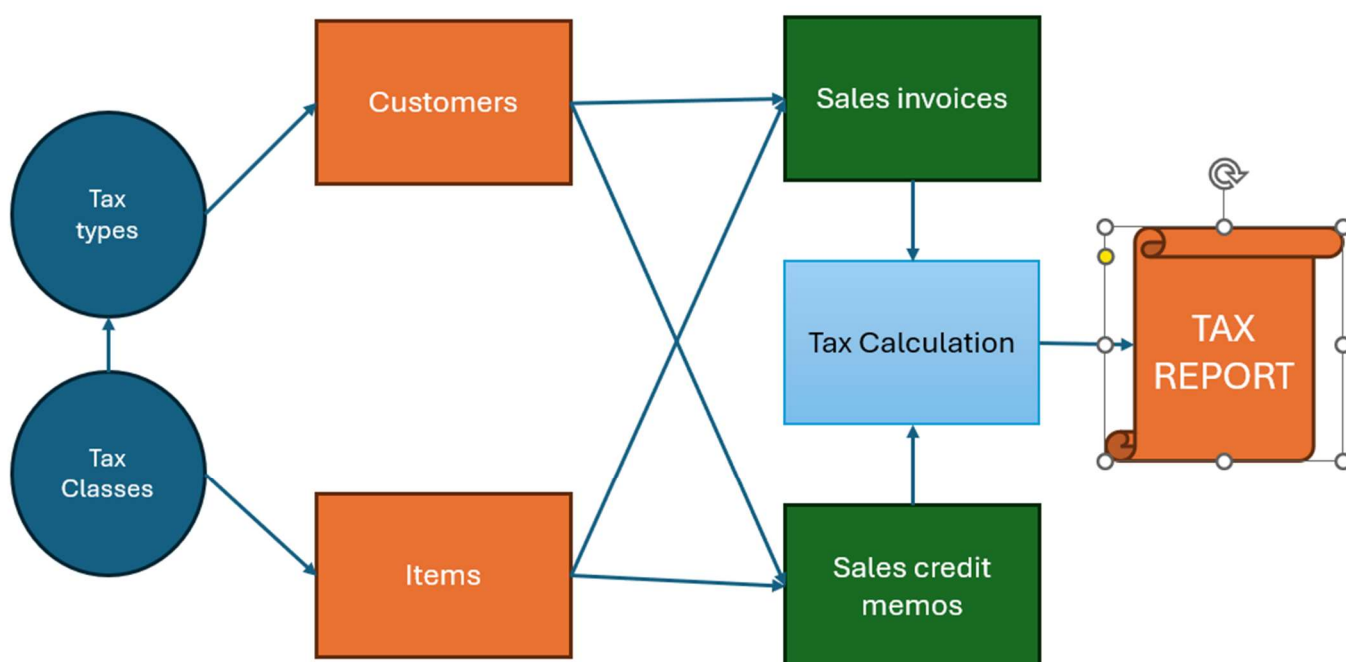 Customers
Sales invoices
Tax
types
Tax Calculation
TAX
REPORT
Tax
Classes
Items
Sales credit
memos